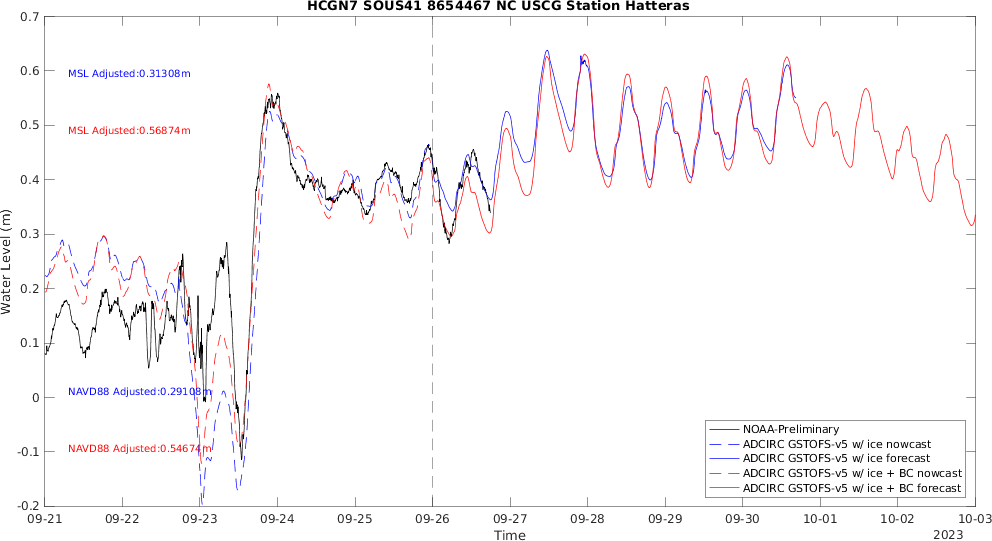 HCGN7 SOUS41 8654467 NC USCG Station Hatteras
0.7
0.6
0.5
0.4
0.3
0.2
0.1
0
-0.1
-0.2
Water Level (m)
MSL Adjusted:0.31308m
MSL Adjusted:0.56874m
NAVD88 Adjusted:0.29108m
NAVD88 Adjusted:0.54674m
NOAA-Preliminary
ADCIRC GSTOFS-v5 w/ ice nowcast
ADCIRC GSTOFS-v5 w/ ice forecast
ADCIRC GSTOFS-v5 w/ ice + BC nowcast
ADCIRC GSTOFS-v5 w/ ice + BC forecast
09-21 09-22 09-23 09-24 09-25 09-26 09-27 09-28 09-29 09-30 10-01 10-02 10-03
Time
2023